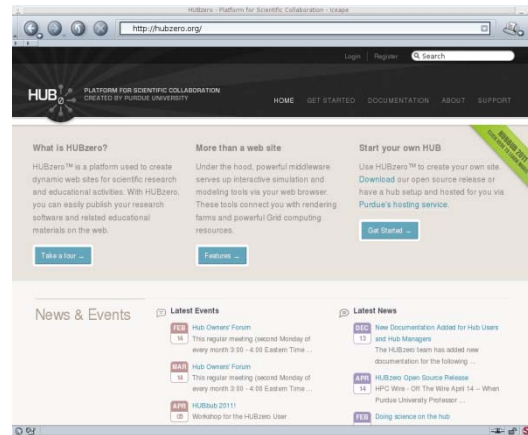 HUBzero - Platform for Scientific Collaboration - Iceape
http://hubzero.org/
Login Register Search
HUB
PLATFORM FOR SCIENTIFIC COLLABORATION
CREATED BY PURDUE UNIVERSITY
HOME GET STARTED DOCUMENTATION ABOUT SUPPORT
What is HUBzero?
HUBzero™ is a platform used to create
dynamic web sites for scientific research
and educational activities. With HUBzero,
you can easily publish your research
software and related educational
materials on the web.
Take a tour
More than a web site
Under the hood, powerful middleware
serves up interactive simulation and
modeling tools via your web browser.
These tools connect you with rendering
farms and powerful Grid computing
resources.
Features
Start your own HUB
Use HUBzero™ to create your own site.
Download our open source release or
have a hub setup and hosted for you via
Purdue's hosting service.
Get Started
HUBBUB 2011
News & Events
Latest Events
FEB 14 Hub Owners' Forum
This regular meeting (second Monday of
every month 3:00 - 4:00 Eastern Time ...
MAR 14 Hub Owners' Forum
This regular meeting (second Monday of
every month 3:00 - 4:00 Eastern Time ...
APR 05 HUBbub 2011!
Workshop for the HUBzero User
Latest News
DEC 13 New Documentation Added for Hub Users
and Hub Managers
The HUBzero team has added new
documentation for the following ...
APR 14 HUBzero Open Source Release
HPC Wire - Off The Wire April 14 -- When
Purdue University Professor ...
FEB Doing science on the hub